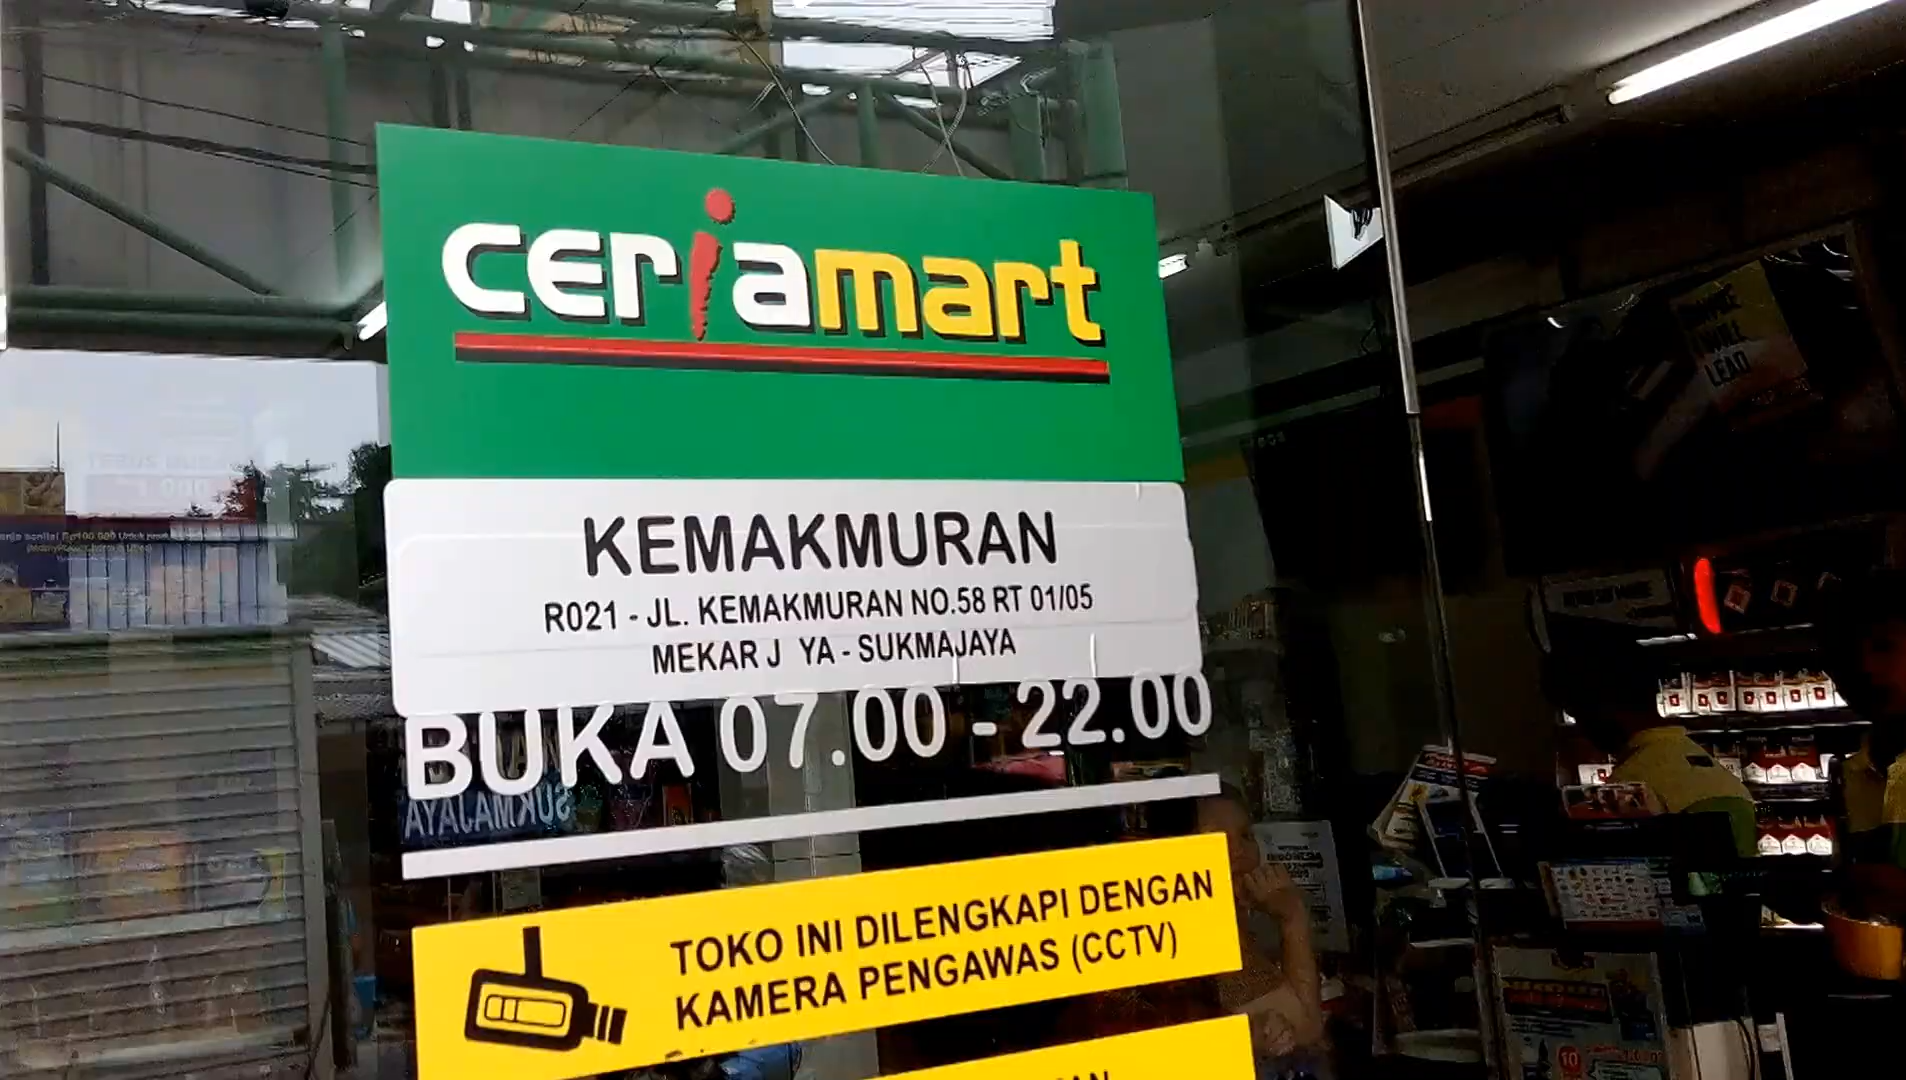 ceriamart
KEMAKMURAN
R021 - JL. KEMAKMURAN NO.58 RT 01/05
MEKAR J YA - SUKMAJAYA
BUKA 07.00 - 22.00
SUKMAJAYA
TOKO INI DILENGKAPI DENGAN
KAMERA PENGAWAS (CCTV)